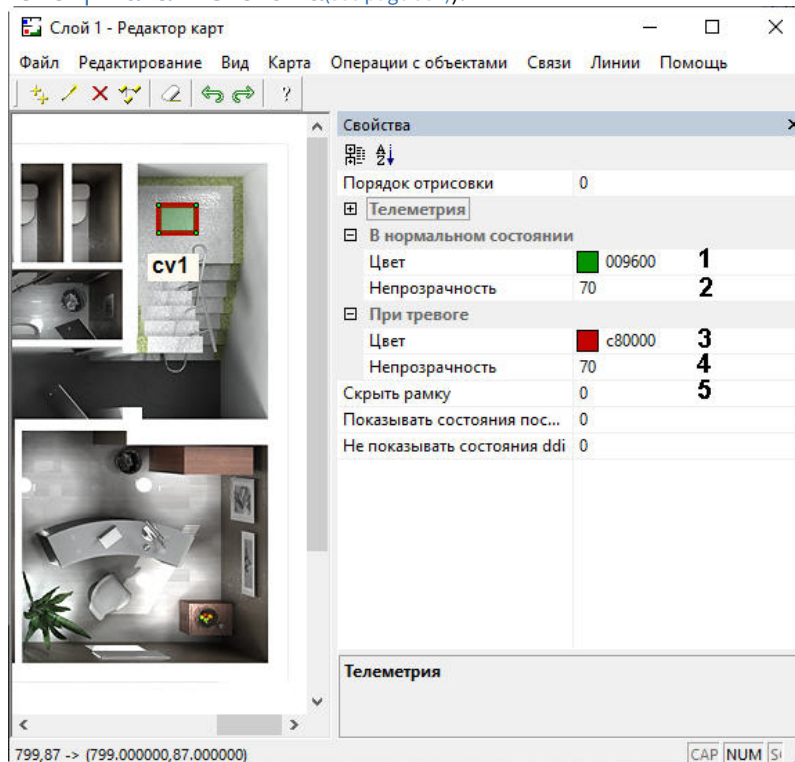 Слой 1 - Редактор карт
Файл Редактирование Вид Карта Операции с объектами Связи Линии Помощь
?
Свойства
Порядок отрисовки 0
Телеметрия
В нормальном состоянии
Цвет 009600 1
Непрозрачность 70 2
При тревоге
Цвет c80000 3
Непрозрачность 70 4
Скрыть рамку 0 5
Показывать состояния пос... 0
Не показывать состояния ddi 0
cv1
Телеметрия
799,87 -> (799.000000,87.000000) CAP NUM